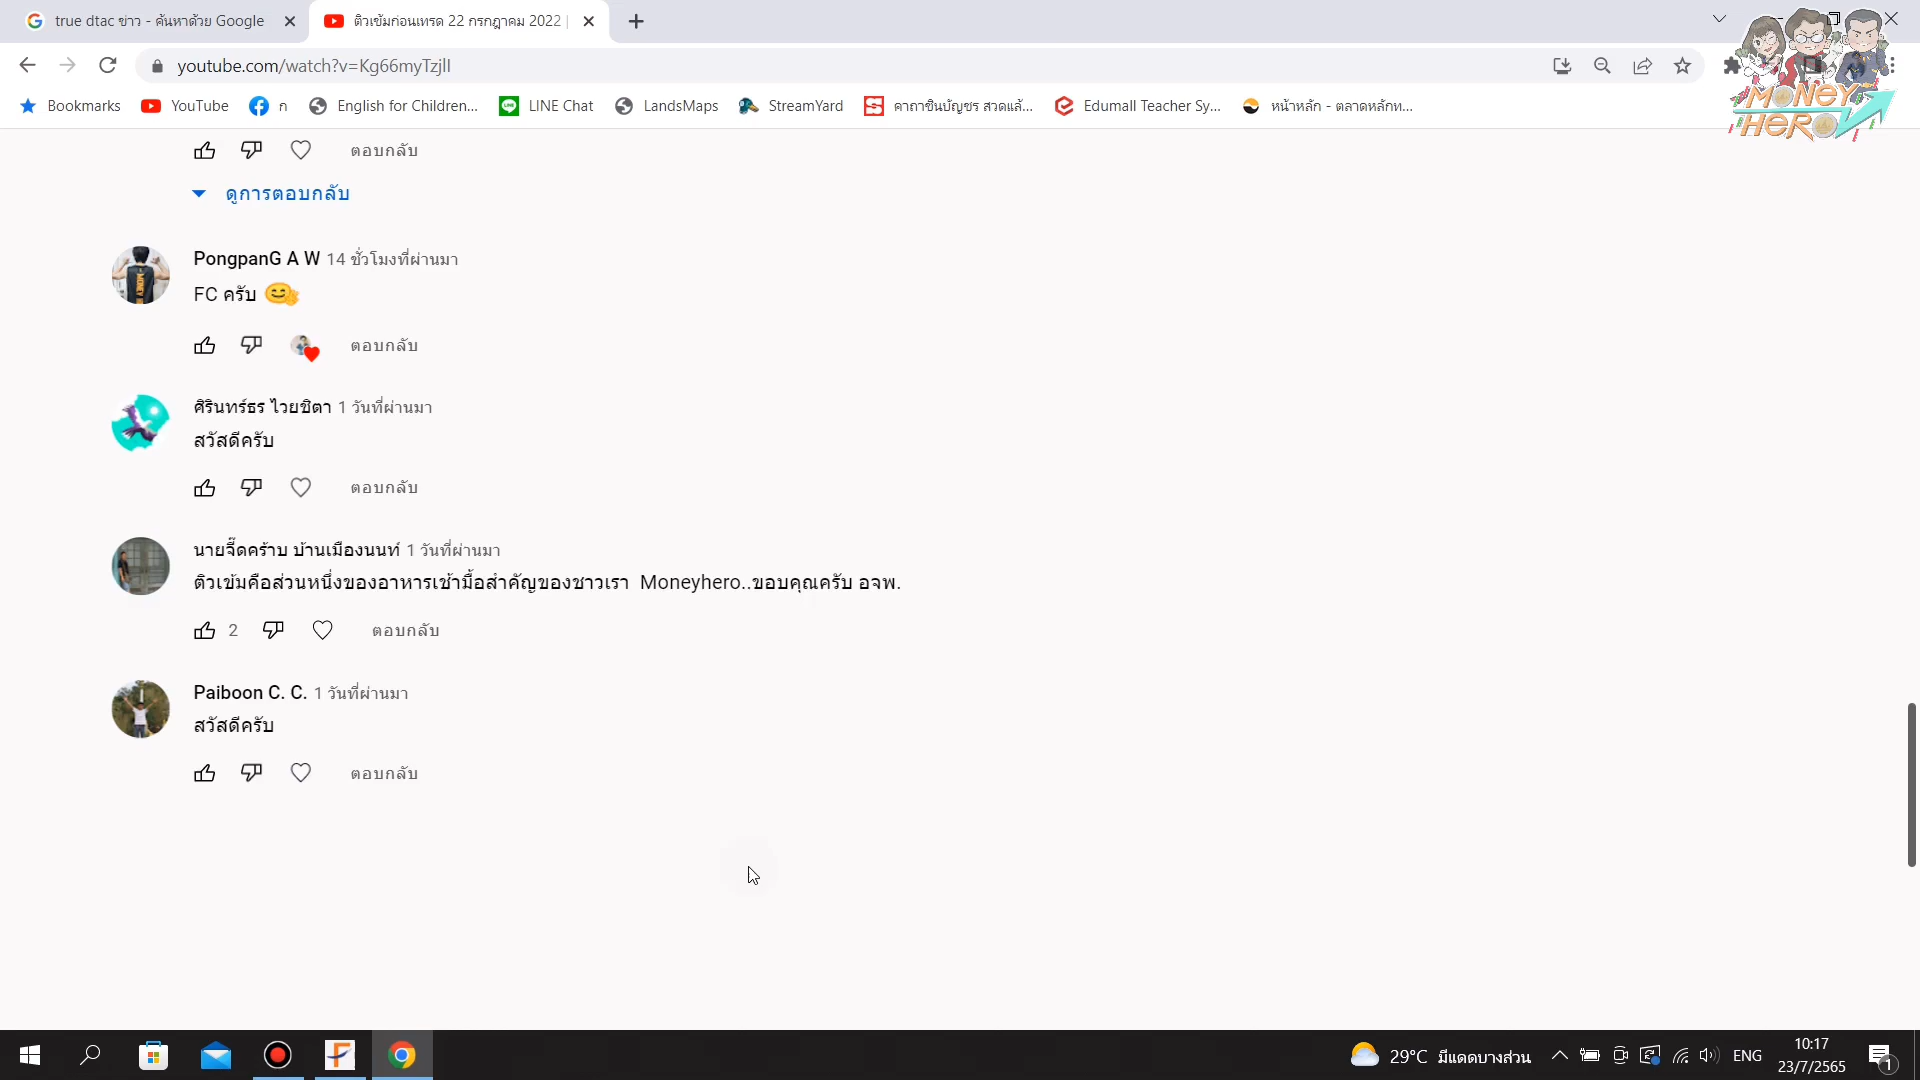 true dtac ข่าว - ค้นหาด้วย Google
ติวเข้มก่อนเทรด 22 กรกฎาคม 2022 |
youtube.com/watch?v=Kg66myTzjlI
Bookmarks
YouTube
ก
English for Children...
LINE Chat
LandsMaps
StreamYard
คาถาชินบัญชร สวดแล้...
Edumall Teacher Sy...
หน้าหลัก - ตลาดหลักท...
MONEY
HERO
ตอบกลับ
ดูการตอบกลับ
PongpanG A W 14 ชั่วโมงที่ผ่านมา
FC ครับ
ตอบกลับ
ศิรินทร์ธร ไวยชิตา 1 วันที่ผ่านมา
สวัสดีครับ
ตอบกลับ
นายจี๊ดคร้าบ บ้านเมืองนนท์ 1 วันที่ผ่านมา
ติวเข้มคือส่วนหนึ่งของอาหารเช้ามื้อสำคัญของชาวเรา Moneyhero..ขอบคุณครับ อจพ.
2
ตอบกลับ
Paiboon C. C. 1 วันที่ผ่านมา
สวัสดีครับ
ตอบกลับ
29°C มีแดดบางส่วน
ENG
10:17
23/7/2565
1